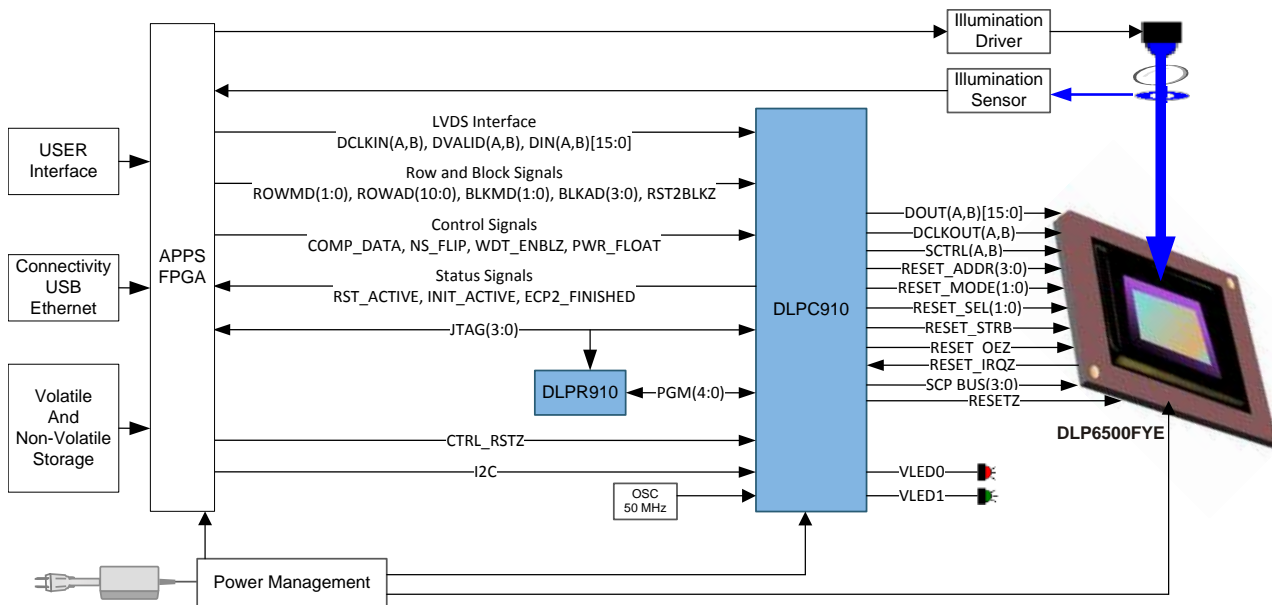 Illumination
Driver
Illumination
Sensor
USER
Interface
Connectivity
USB
Ethernet
Volatile
And
Non-Volatile
Storage
APPS
FPGA
LVDS Interface
DCLKIN(A,B), DVALID(A,B), DIN(A,B)[15:0]
Row and Block Signals
ROWMD(1:0), ROWAD(10:0), BLKMD(1:0), BLKAD(3:0), RST2BLKZ
Control Signals
COMP_DATA, NS_FLIP, WDT_ENBLZ, PWR_FLOAT
Status Signals
RST_ACTIVE, INIT_ACTIVE, ECP2_FINISHED
JTAG(3:0)
DLPR910
PGM(4:0)
CTRL_RSTZ
I2C
OSC
50 MHz
DLPC910
DOUT(A,B)[15:0]
DCLKOUT(A,B)
SCTRL(A,B)
RESET_ADDR(3:0)
RESET_MODE(1:0)
RESET_SEL(1:0)
RESET_STRB
RESET_OEZ
RESET_IRQZ
SCP BUS(3:0)
RESETZ
DLP6500FYE
VLED0
VLED1
Power Management